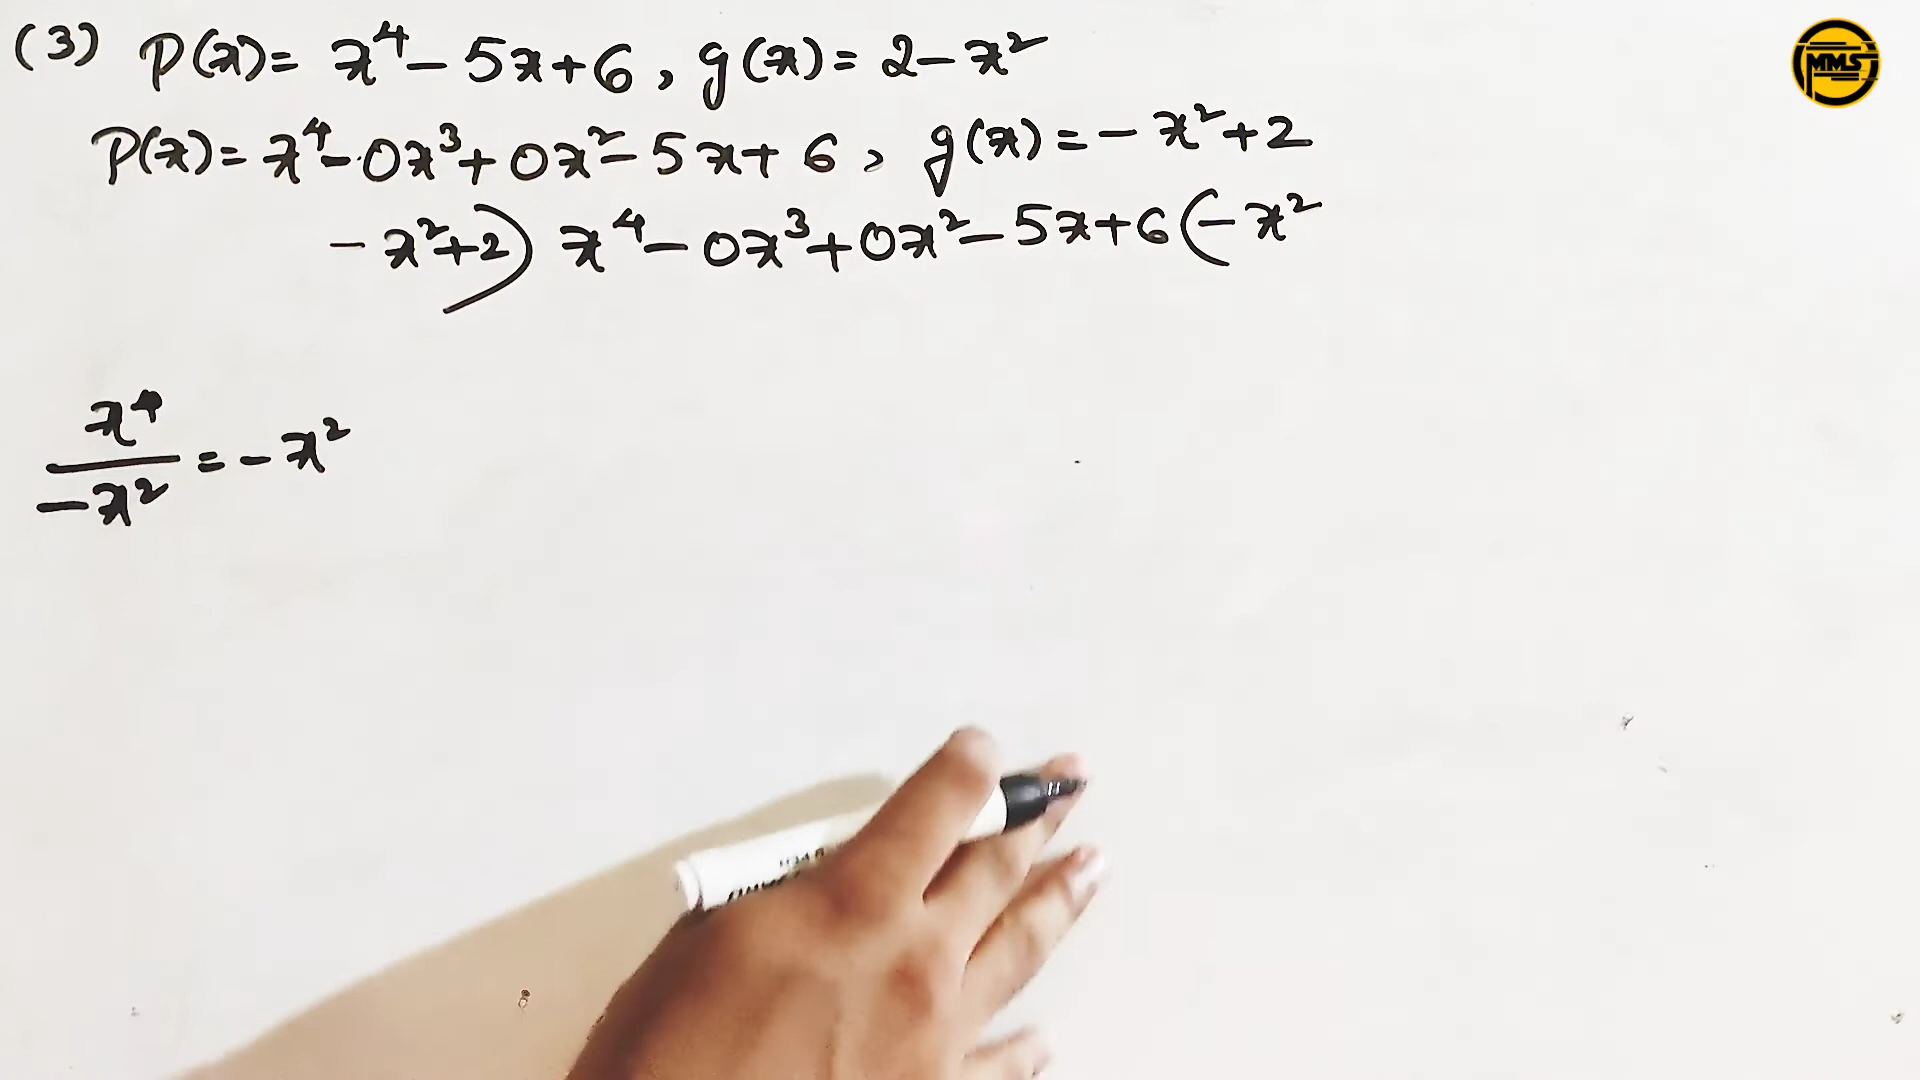 (3) P(x)= x⁴-5x+6, g(x)= 2-x²
P(x)= x⁴-0x³+0x²-5x+6, g(x)=-x²+2
-x²+2) x⁴-0x³+0x²-5x+6(-x²
x⁴/-x² = -x²
MMS